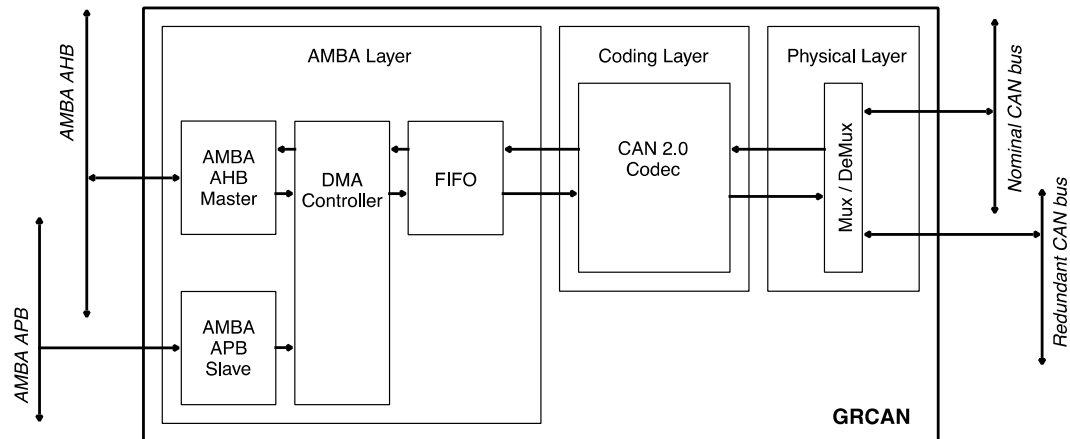 AMBA AHB
AMBA APB
AMBA Layer
AMBA
AHB
Master
DMA
Controller
FIFO
AMBA
APB
Slave
Coding Layer
CAN 2.0
Codec
Physical Layer
Mux / DeMux
Nominal CAN bus
Redundant CAN bus
GRCAN